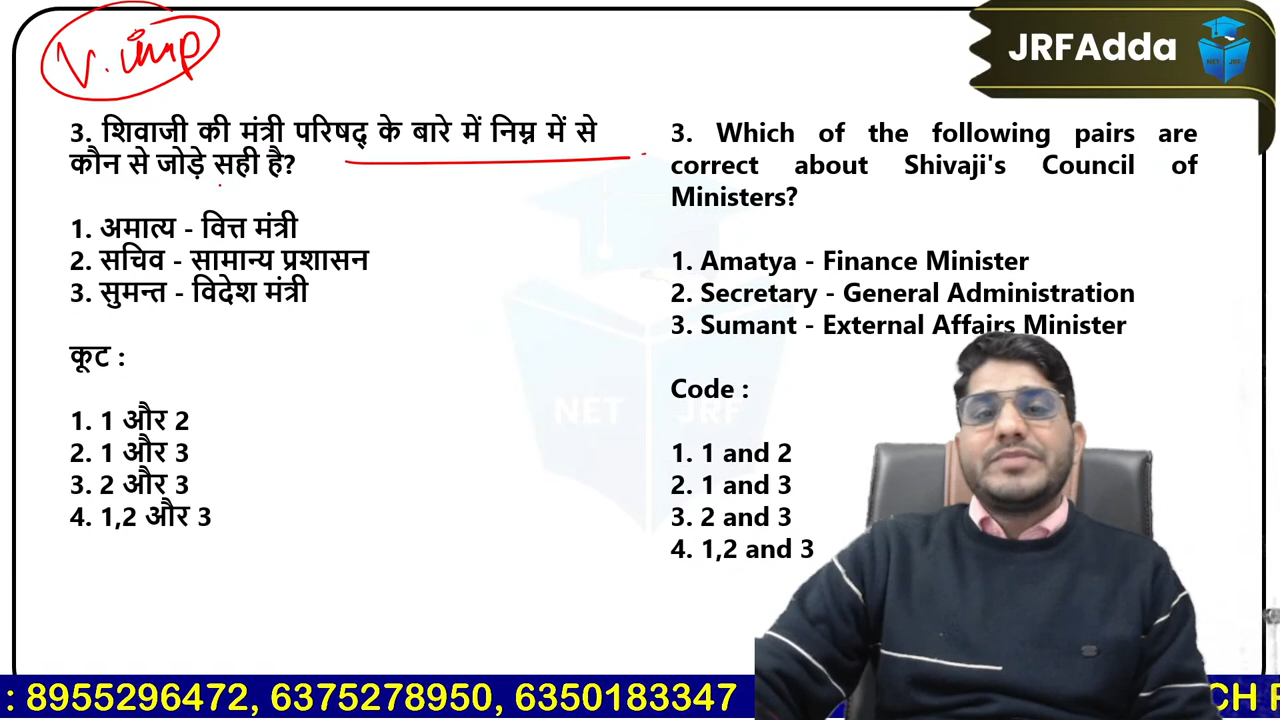 V. imp
JRFAdda
NET JRF
3. शिवाजी की मंत्री परिषद् के बारे में निम्न में से
कौन से जोड़े सही है?
1. अमात्य - वित्त मंत्री
2. सचिव - सामान्य प्रशासन
3. सुमन्त - विदेश मंत्री
कूट :
1. 1 और 2
2. 1 और 3
3. 2 और 3
4. 1,2 और 3
3. Which of the following pairs are
correct about Shivaji's Council of
Ministers?
1. Amatya - Finance Minister
2. Secretary - General Administration
3. Sumant - External Affairs Minister
Code :
1. 1 and 2
2. 1 and 3
3. 2 and 3
4. 1,2 and 3
NET JRF
: 8955296472, 6375278950, 6350183347